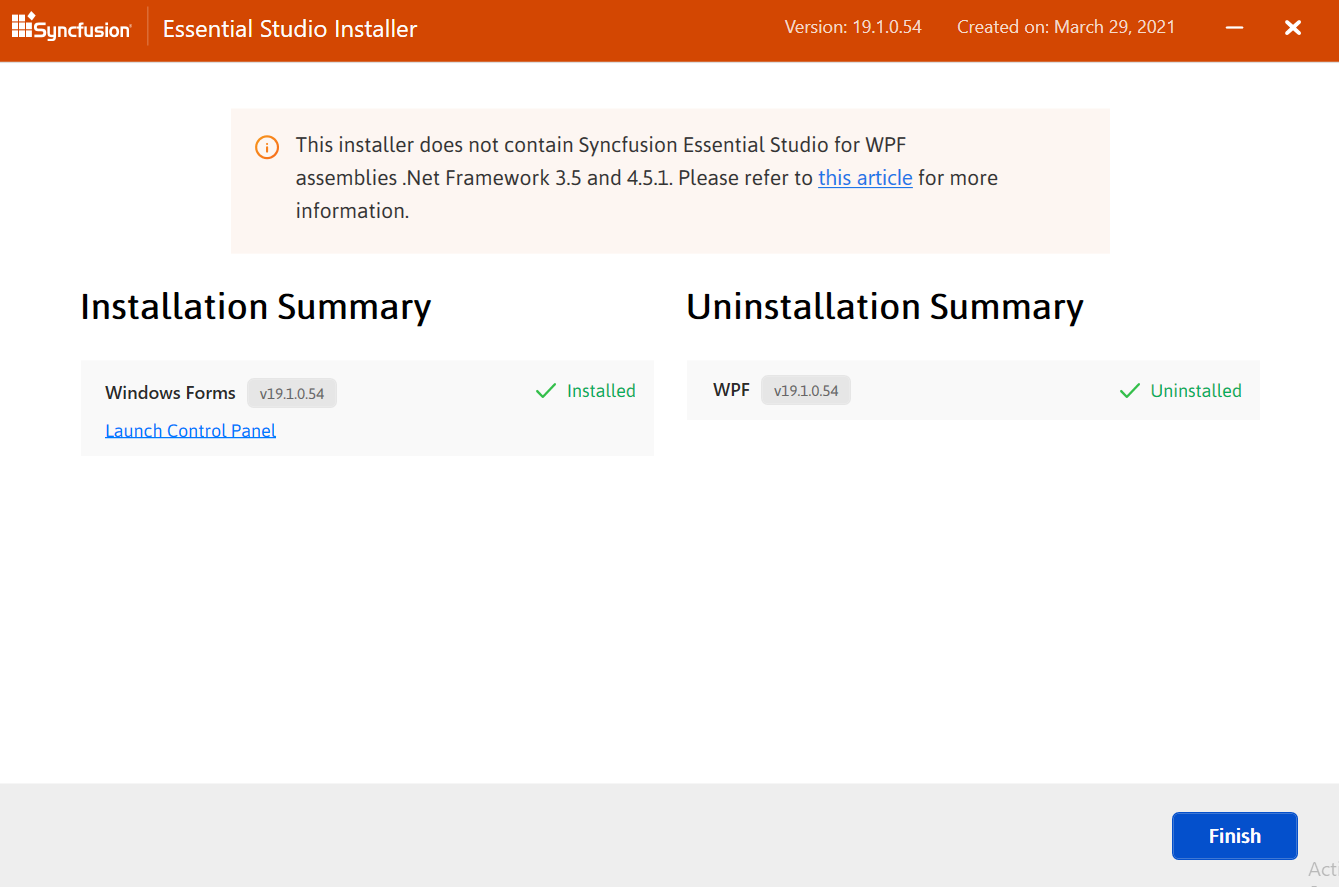 Syncfusion
Essential Studio Installer
Version: 19.1.0.54
Created on: March 29, 2021
This installer does not contain Syncfusion Essential Studio for WPF
assemblies .Net Framework 3.5 and 4.5.1. Please refer to this article for more
information.
Installation Summary
Uninstallation Summary
Windows Forms
v19.1.0.54
Installed
Launch Control Panel
WPF
v19.1.0.54
Uninstalled
Finish
Acti